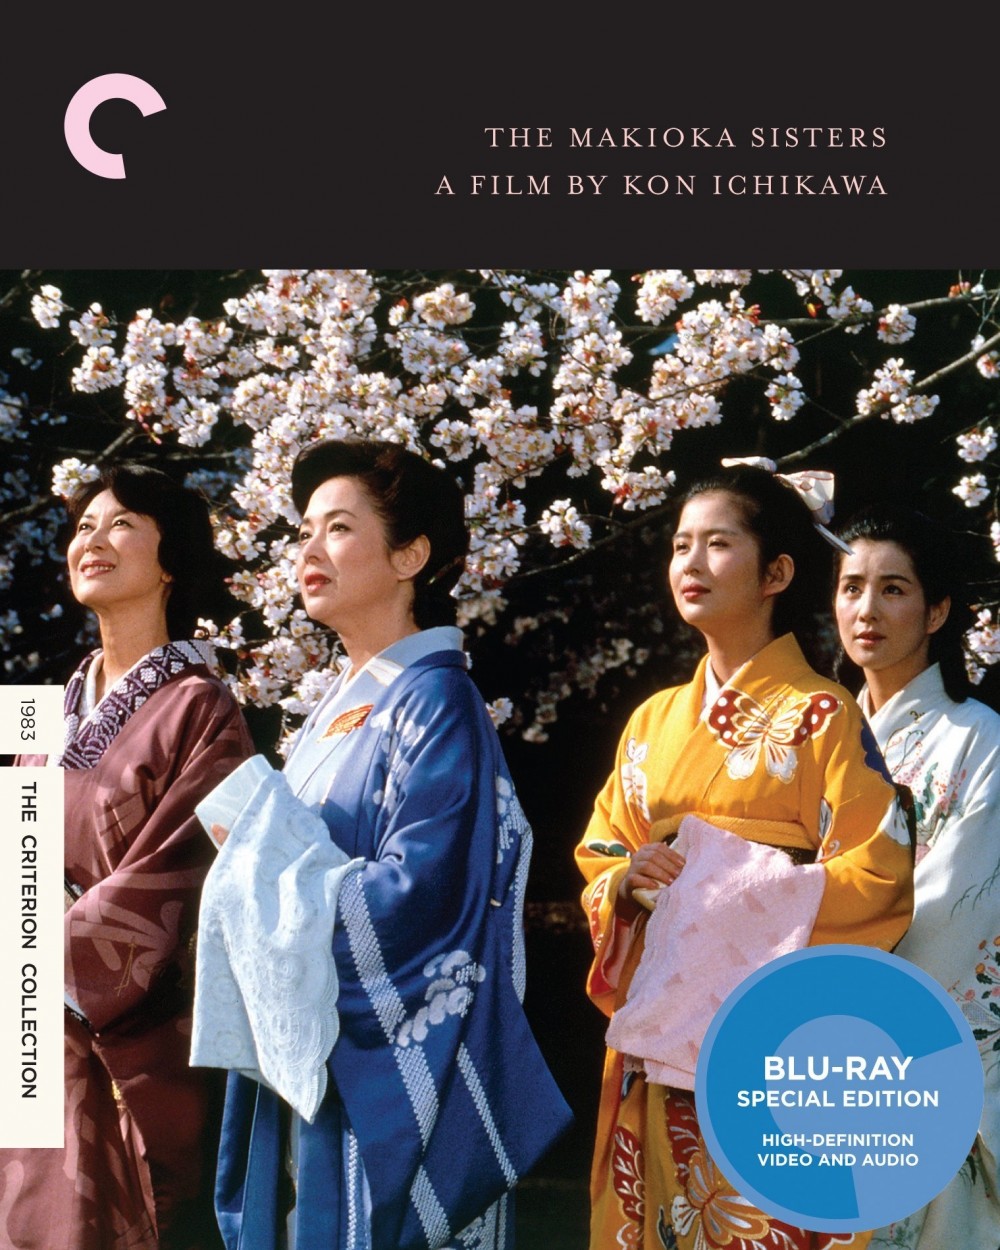 THE MAKIOKA SISTERS
A FILM BY KON ICHIKAWA
1983
THE CRITERION COLLECTION
BLU-RAY
SPECIAL EDITION
HIGH-DEFINITION
VIDEO AND AUDIO